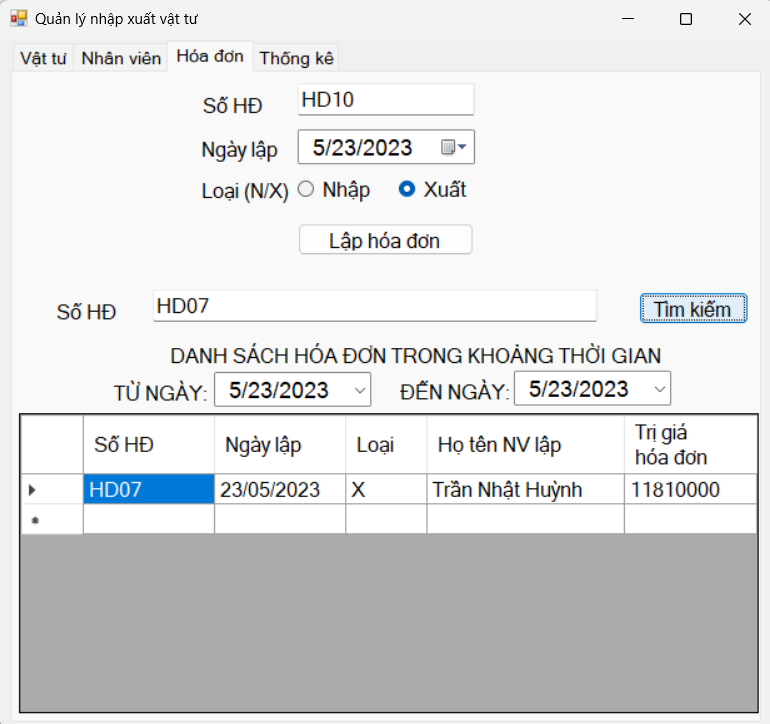 Quản lý nhập xuất vật tư
Vật tư Nhân viên Hóa đơn Thống kê
Số HĐ HD10
Ngày lập 5/23/2023
Loại (N/X) Nhập Xuất
Lập hóa đơn
Số HĐ HD07 Tìm kiếm
DANH SÁCH HÓA ĐƠN TRONG KHOẢNG THỜI GIAN
TỪ NGÀY: 5/23/2023 ĐẾN NGÀY: 5/23/2023
Số HĐ Ngày lập Loại Họ tên NV lập Trị giá hóa đơn
HD07 23/05/2023 X Trần Nhật Huỳnh 11810000